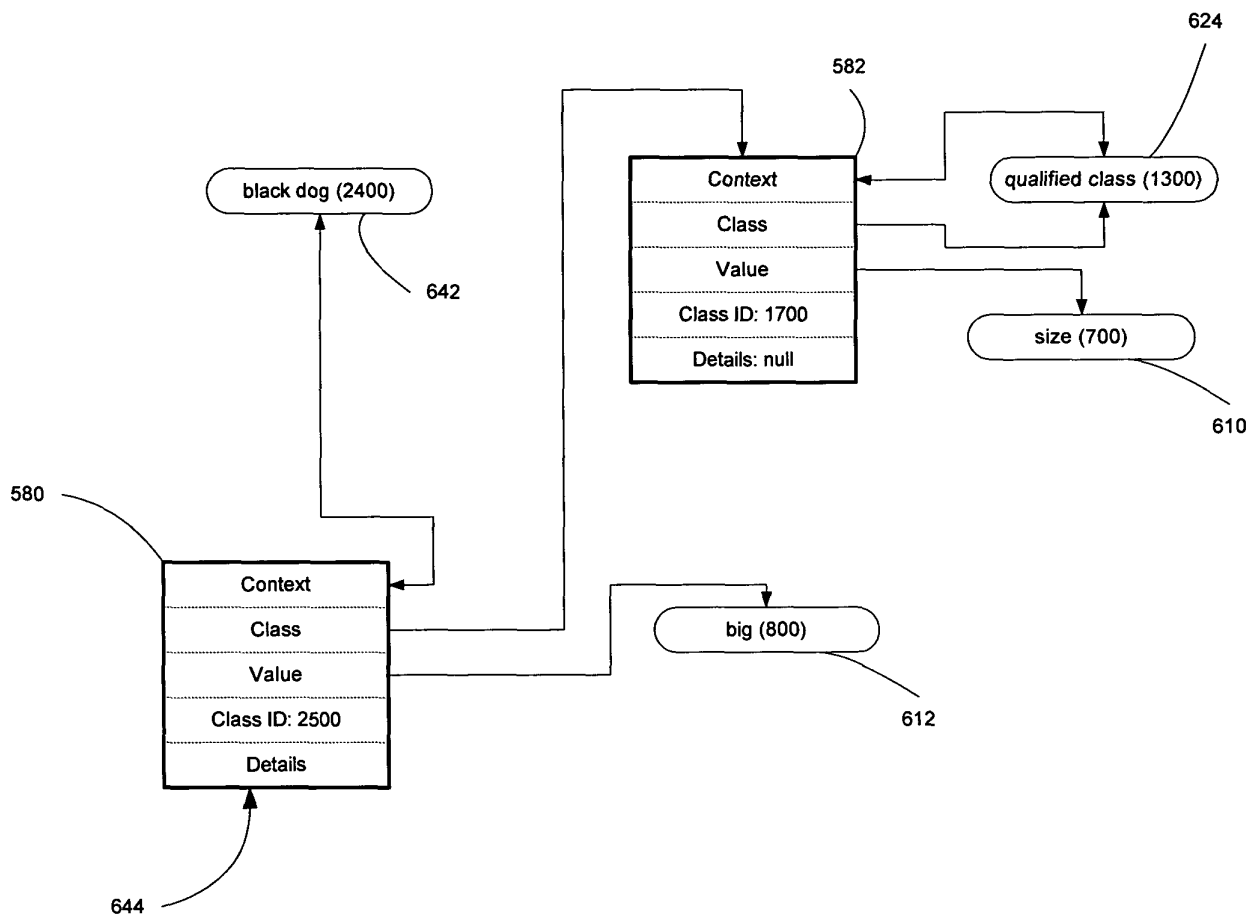 624
582
black dog (2400)
642
Context
Class
Value
Class ID: 1700
Details: null
qualified class (1300)
size (700)
610
580
Context
Class
Value
Class ID: 2500
Details
big (800)
612
644